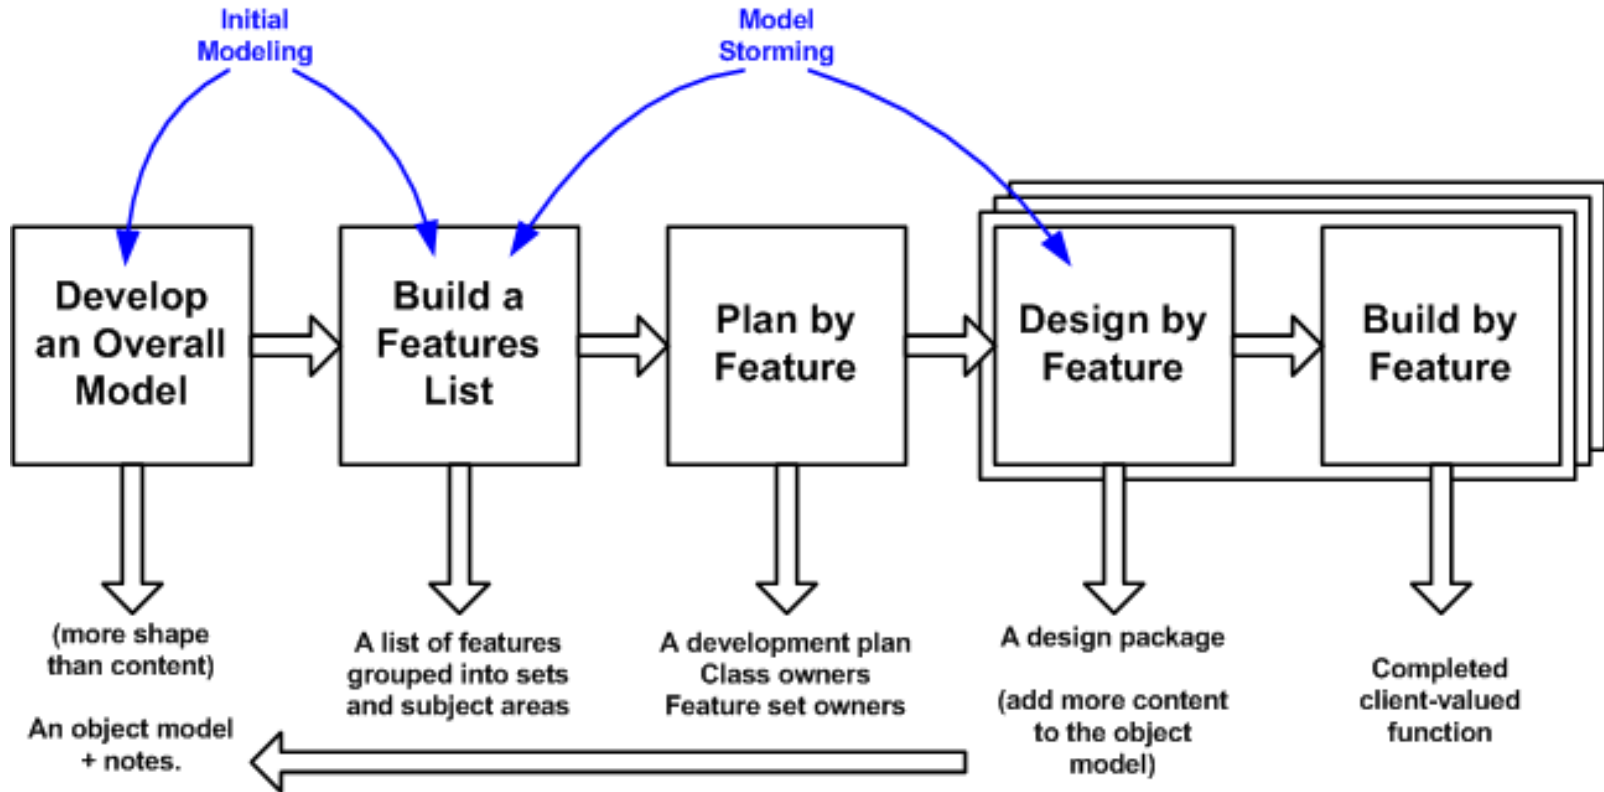 Initial
Modeling
Model
Storming
Develop
an Overall
Model
Build a
Features
List
Plan by
Feature
Design by
Feature
Build by
Feature
(more shape
than content)
An object model
+ notes.
A list of features
grouped into sets
and subject areas
A development plan
Class owners
Feature set owners
A design package
(add more content
to the object
model)
Completed
client-valued
function